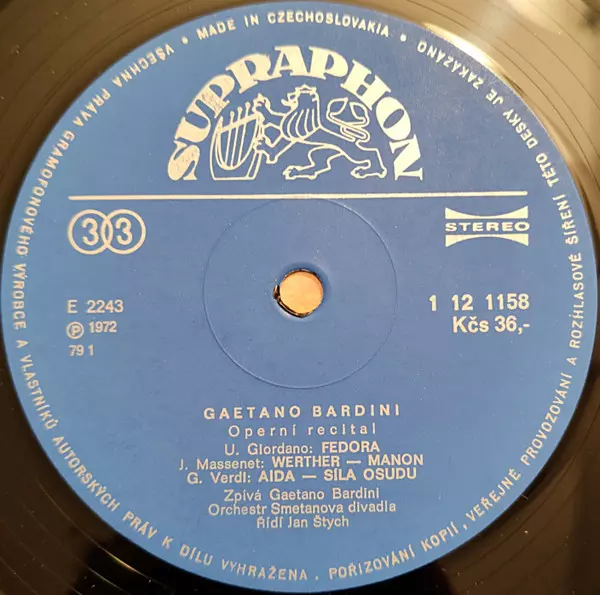 VŠECHNA PRÁVA GRAMOFONOVÉHO VÝROBCE A VLASTNÍKŮ AUTORSKÝCH PRÁV K DÍLU VYHRAŽENA . POŘIZOVÁNÍ KOPIÍ, VEŘEJNÉ PROVOZOVÁNÍ A ROZHLASOVÉ ŠÍŘENÍ TÉTO DESKY JE ZAKÁZÁNO
• MADE IN CZECHOSLOVAKIA •
SUPRAPHON
33
STEREO
E 2243
1 12 1158
Ⓟ 1972
Kčs 36,-
79 1
GAETANO BARDINI
Operní recital
U. Giordano: FEDORA
J. Massenet: WERTHER — MANON
G. Verdi: AIDA — SÍLA OSUDU
Zpívá Gaetano Bardini
Orchestr Smetanova divadla
Řídí Jan Štych